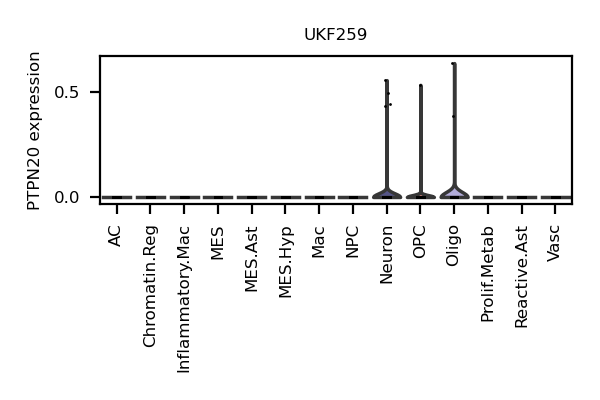 UKF259
PTPN20 expression
0.5
0.0
AC
Chromatin.Reg
Inflammatory.Mac
MES
MES.Ast
MES.Hyp
Mac
NPC
Neuron
OPC
Oligo
Prolif.Metab
Reactive.Ast
Vasc